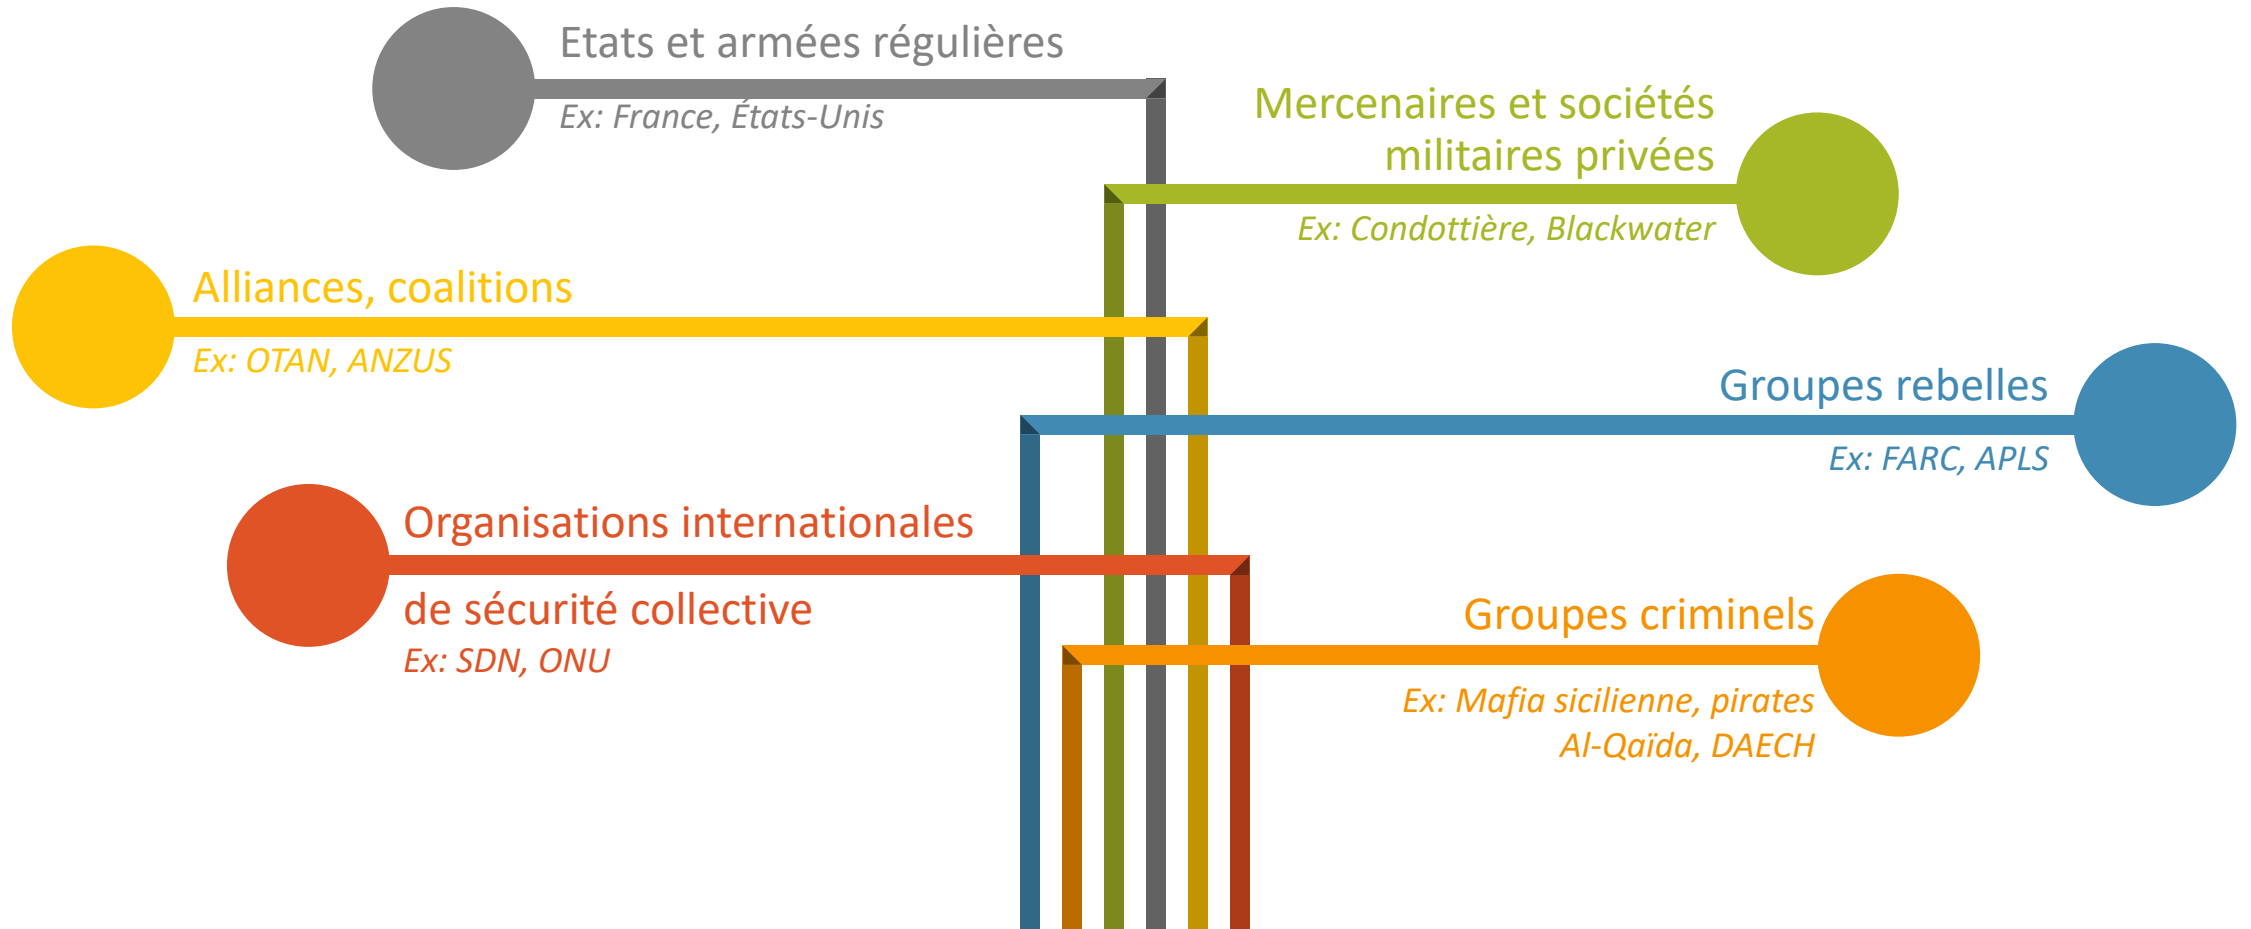 Etats et armées régulières
Ex: France, États-Unis
Mercenaires et sociétés
militaires privées
Ex: Condottière, Blackwater
Alliances, coalitions
Ex: OTAN, ANZUS
Groupes rebelles
Ex: FARC, APLS
Organisations internationales
de sécurité collective
Ex: SDN, ONU
Groupes criminels
Ex: Mafia sicilienne, pirates
Al-Qaïda, DAECH